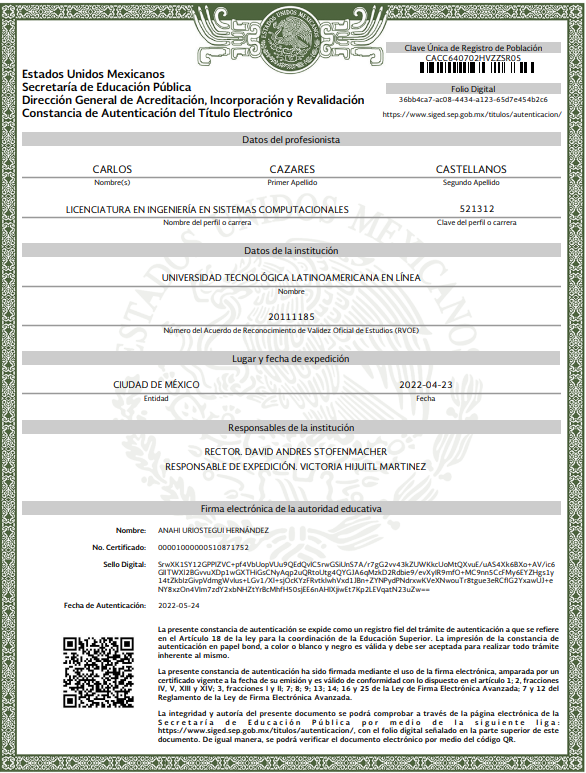 ESTADOS UNIDOS MEXICANOS
Clave Única de Registro de Población
CACC640702HVZZSR05
Folio Digital
36bb4ca7-ac08-4434-a123-65d7e454b2c6
https://www.siged.sep.gob.mx/titulos/autenticacion/
Estados Unidos Mexicanos
Secretaría de Educación Pública
Dirección General de Acreditación, Incorporación y Revalidación
Constancia de Autenticación del Título Electrónico
Datos del profesionista
CARLOS CAZARES CASTELLANOS
Nombre(s) Primer Apellido Segundo Apellido
LICENCIATURA EN INGENIERÍA EN SISTEMAS COMPUTACIONALES 521312
Nombre del perfil o carrera Clave del perfil o carrera
Datos de la institución
UNIVERSIDAD TECNOLÓGICA LATINOAMERICANA EN LÍNEA
Nombre
20111185
Número del Acuerdo de Reconocimiento de Validez Oficial de Estudios (RVOE)
Lugar y fecha de expedición
CIUDAD DE MÉXICO 2022-04-23
Entidad Fecha
Responsables de la institución
RECTOR. DAVID ANDRES STOFENMACHER
RESPONSABLE DE EXPEDICIÓN. VICTORIA HIJUITL MARTINEZ
Firma electrónica de la autoridad educativa
Nombre: ANAHI URIOSTEGUI HERNÁNDEZ
No. Certificado: 00001000000510871752
Sello Digital:
Fecha de Autenticación: 2022-05-24
La presente constancia de autenticación se expide como un registro fiel del trámite de autenticación a que se refiere
en el Artículo 18 de la ley para la coordinación de la Educación Superior. La impresión de la constancia de
autenticación en papel bond, a color o blanco y negro es válida y debe ser aceptada para realizar todo trámite
inherente al mismo.
La presente constancia de autenticación ha sido firmada mediante el uso de la firma electrónica, amparada por un
certificado vigente a la fecha de su emisión y es válido de conformidad con lo dispuesto en el artículo 1; 2, fracciones
IV, V, XIII y XIV; 3, fracciones I y II; 7; 8; 9; 13; 14; 16 y 25 de la Ley de Firma Electrónica Avanzada; 7 y 12 del
Reglamento de la Ley de Firma Electrónica Avanzada.
La integridad y autoría del presente documento se podrá comprobar a través de la página electrónica de la
Secretaría de Educación Pública por medio de la siguiente liga:
https://www.siged.sep.gob.mx/titulos/autenticacion/, con el folio digital señalado en la parte superior de este
documento. De igual manera, se podrá verificar el documento electrónico por medio del código QR.